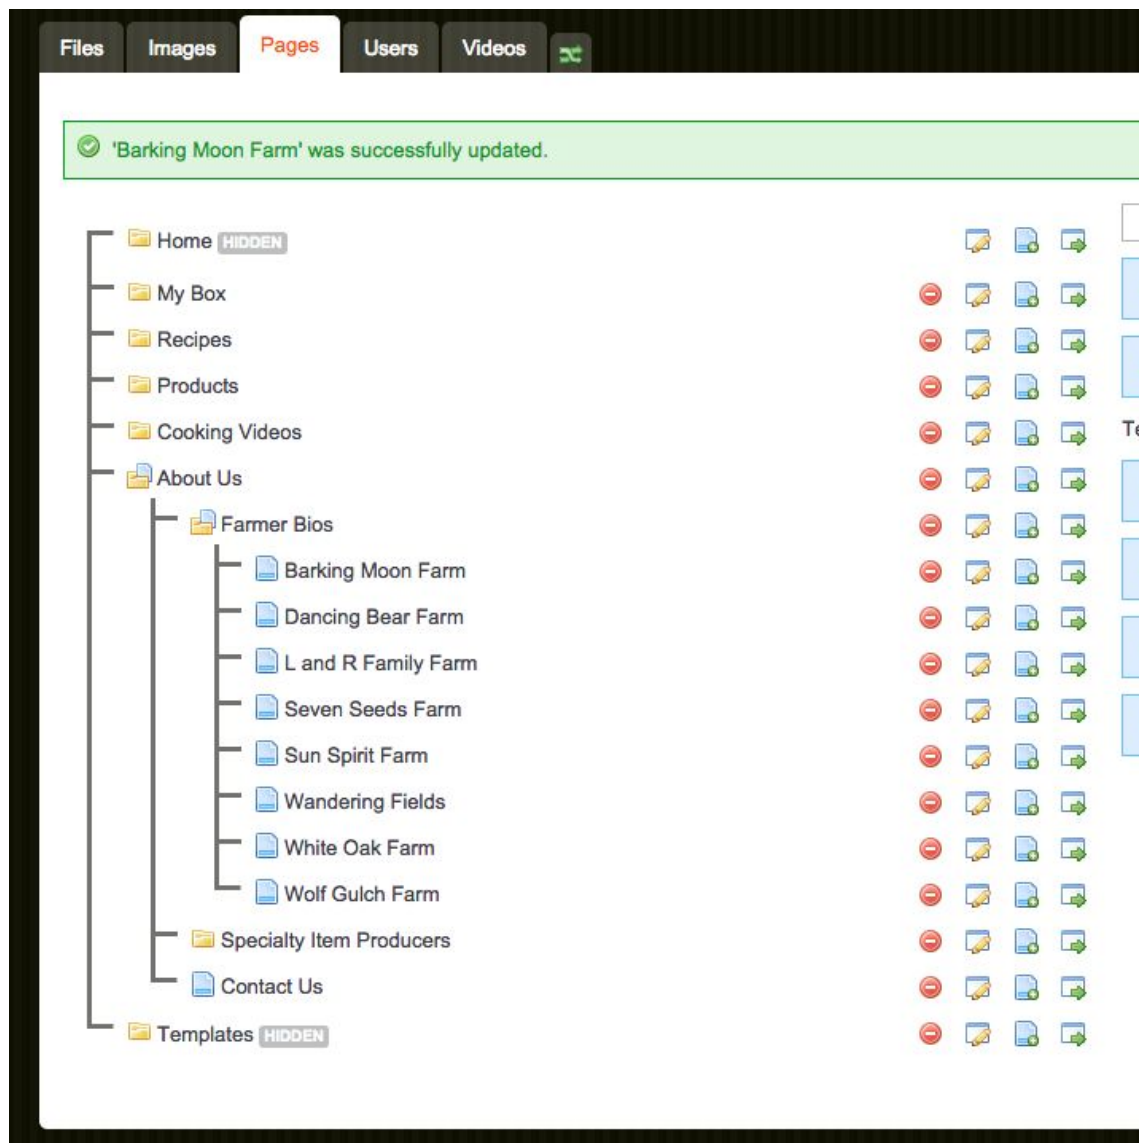 Files Images Pages Users Videos
'Barking Moon Farm' was successfully updated.
Home HIDDEN
My Box
Recipes
Products
Cooking Videos
About Us
Farmer Bios
Barking Moon Farm
Dancing Bear Farm
L and R Family Farm
Seven Seeds Farm
Sun Spirit Farm
Wandering Fields
White Oak Farm
Wolf Gulch Farm
Specialty Item Producers
Contact Us
Templates HIDDEN